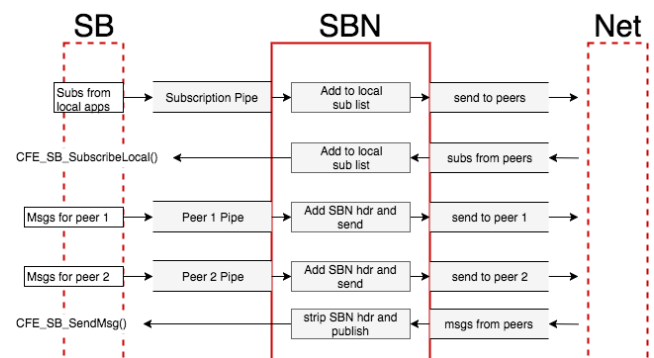 SB
SBN
Net
Subs from
local apps
Subscription Pipe
Add to local
sub list
send to peers
CFE_SB_SubscribeLocal()
Add to local
sub list
subs from peers
Msgs for peer 1
Peer 1 Pipe
Add SBN hdr and
send
send to peer 1
Msgs for peer 2
Peer 2 Pipe
Add SBN hdr and
send
send to peer 2
CFE_SB_SendMsg()
strip SBN hdr and
publish
msgs from peers